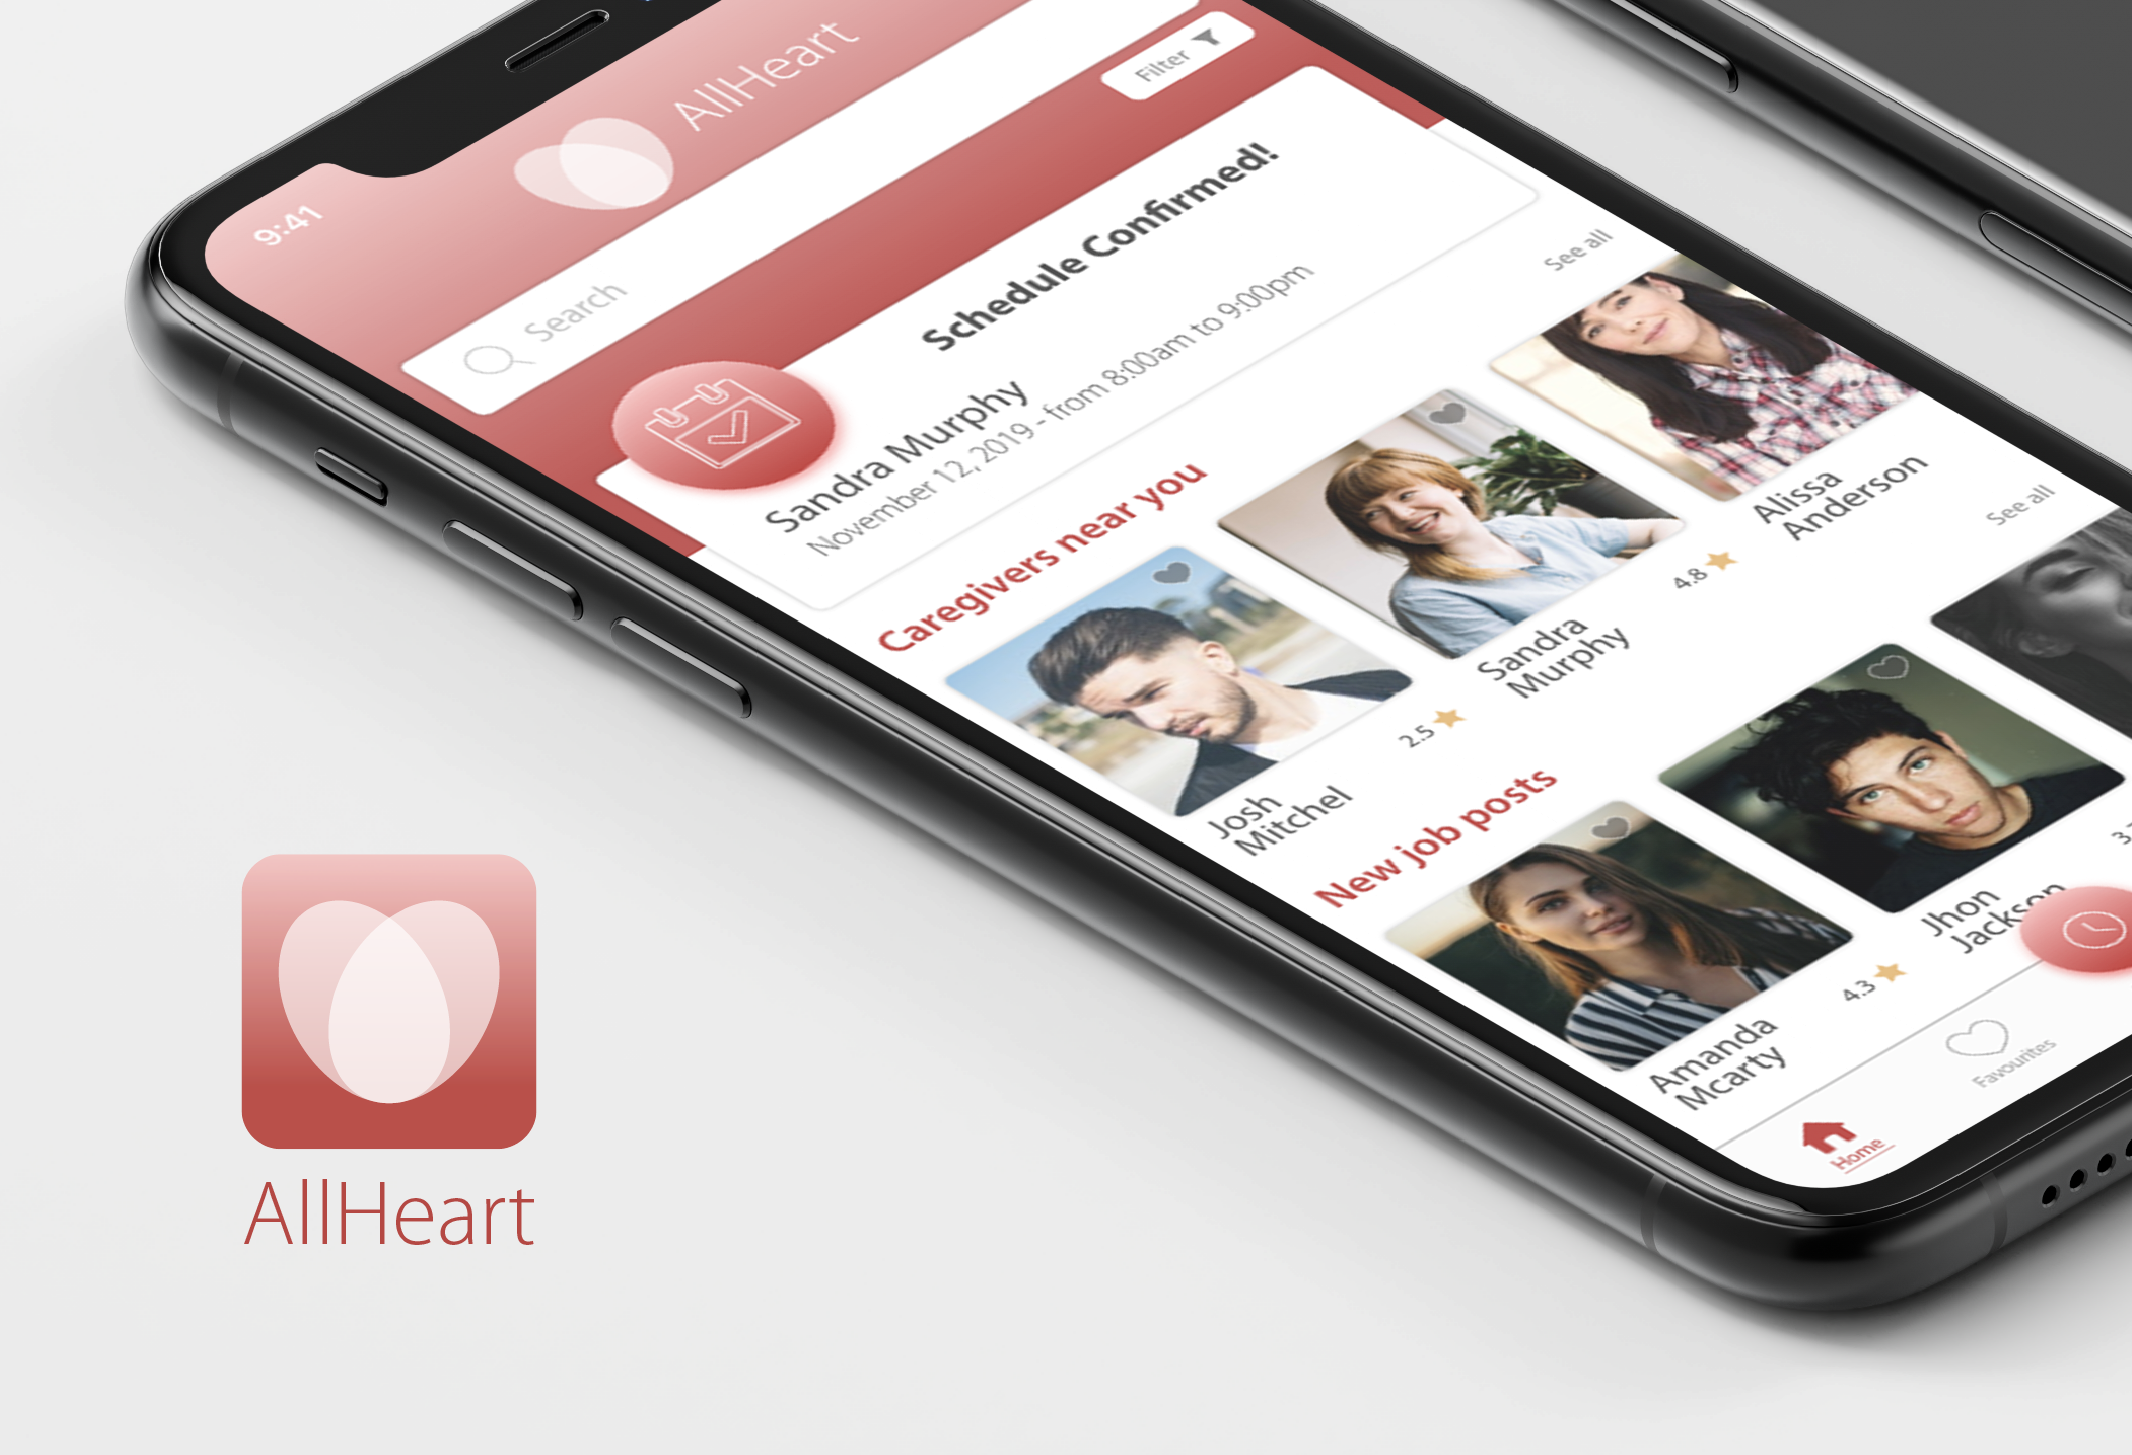 9:41
AllHeart
Search
Filter
Schedule Confirmed!
Sandra Murphy
November 12, 2019 - from 8:00am to 9:00pm
Caregivers near you
See all
Josh
Mitchel
2.5
Sandra
Murphy
4.8
Alissa
Anderson
New job posts
See all
Amanda
Mcarty
4.3
Jhon
Jackson
Home
Favourites
AllHeart